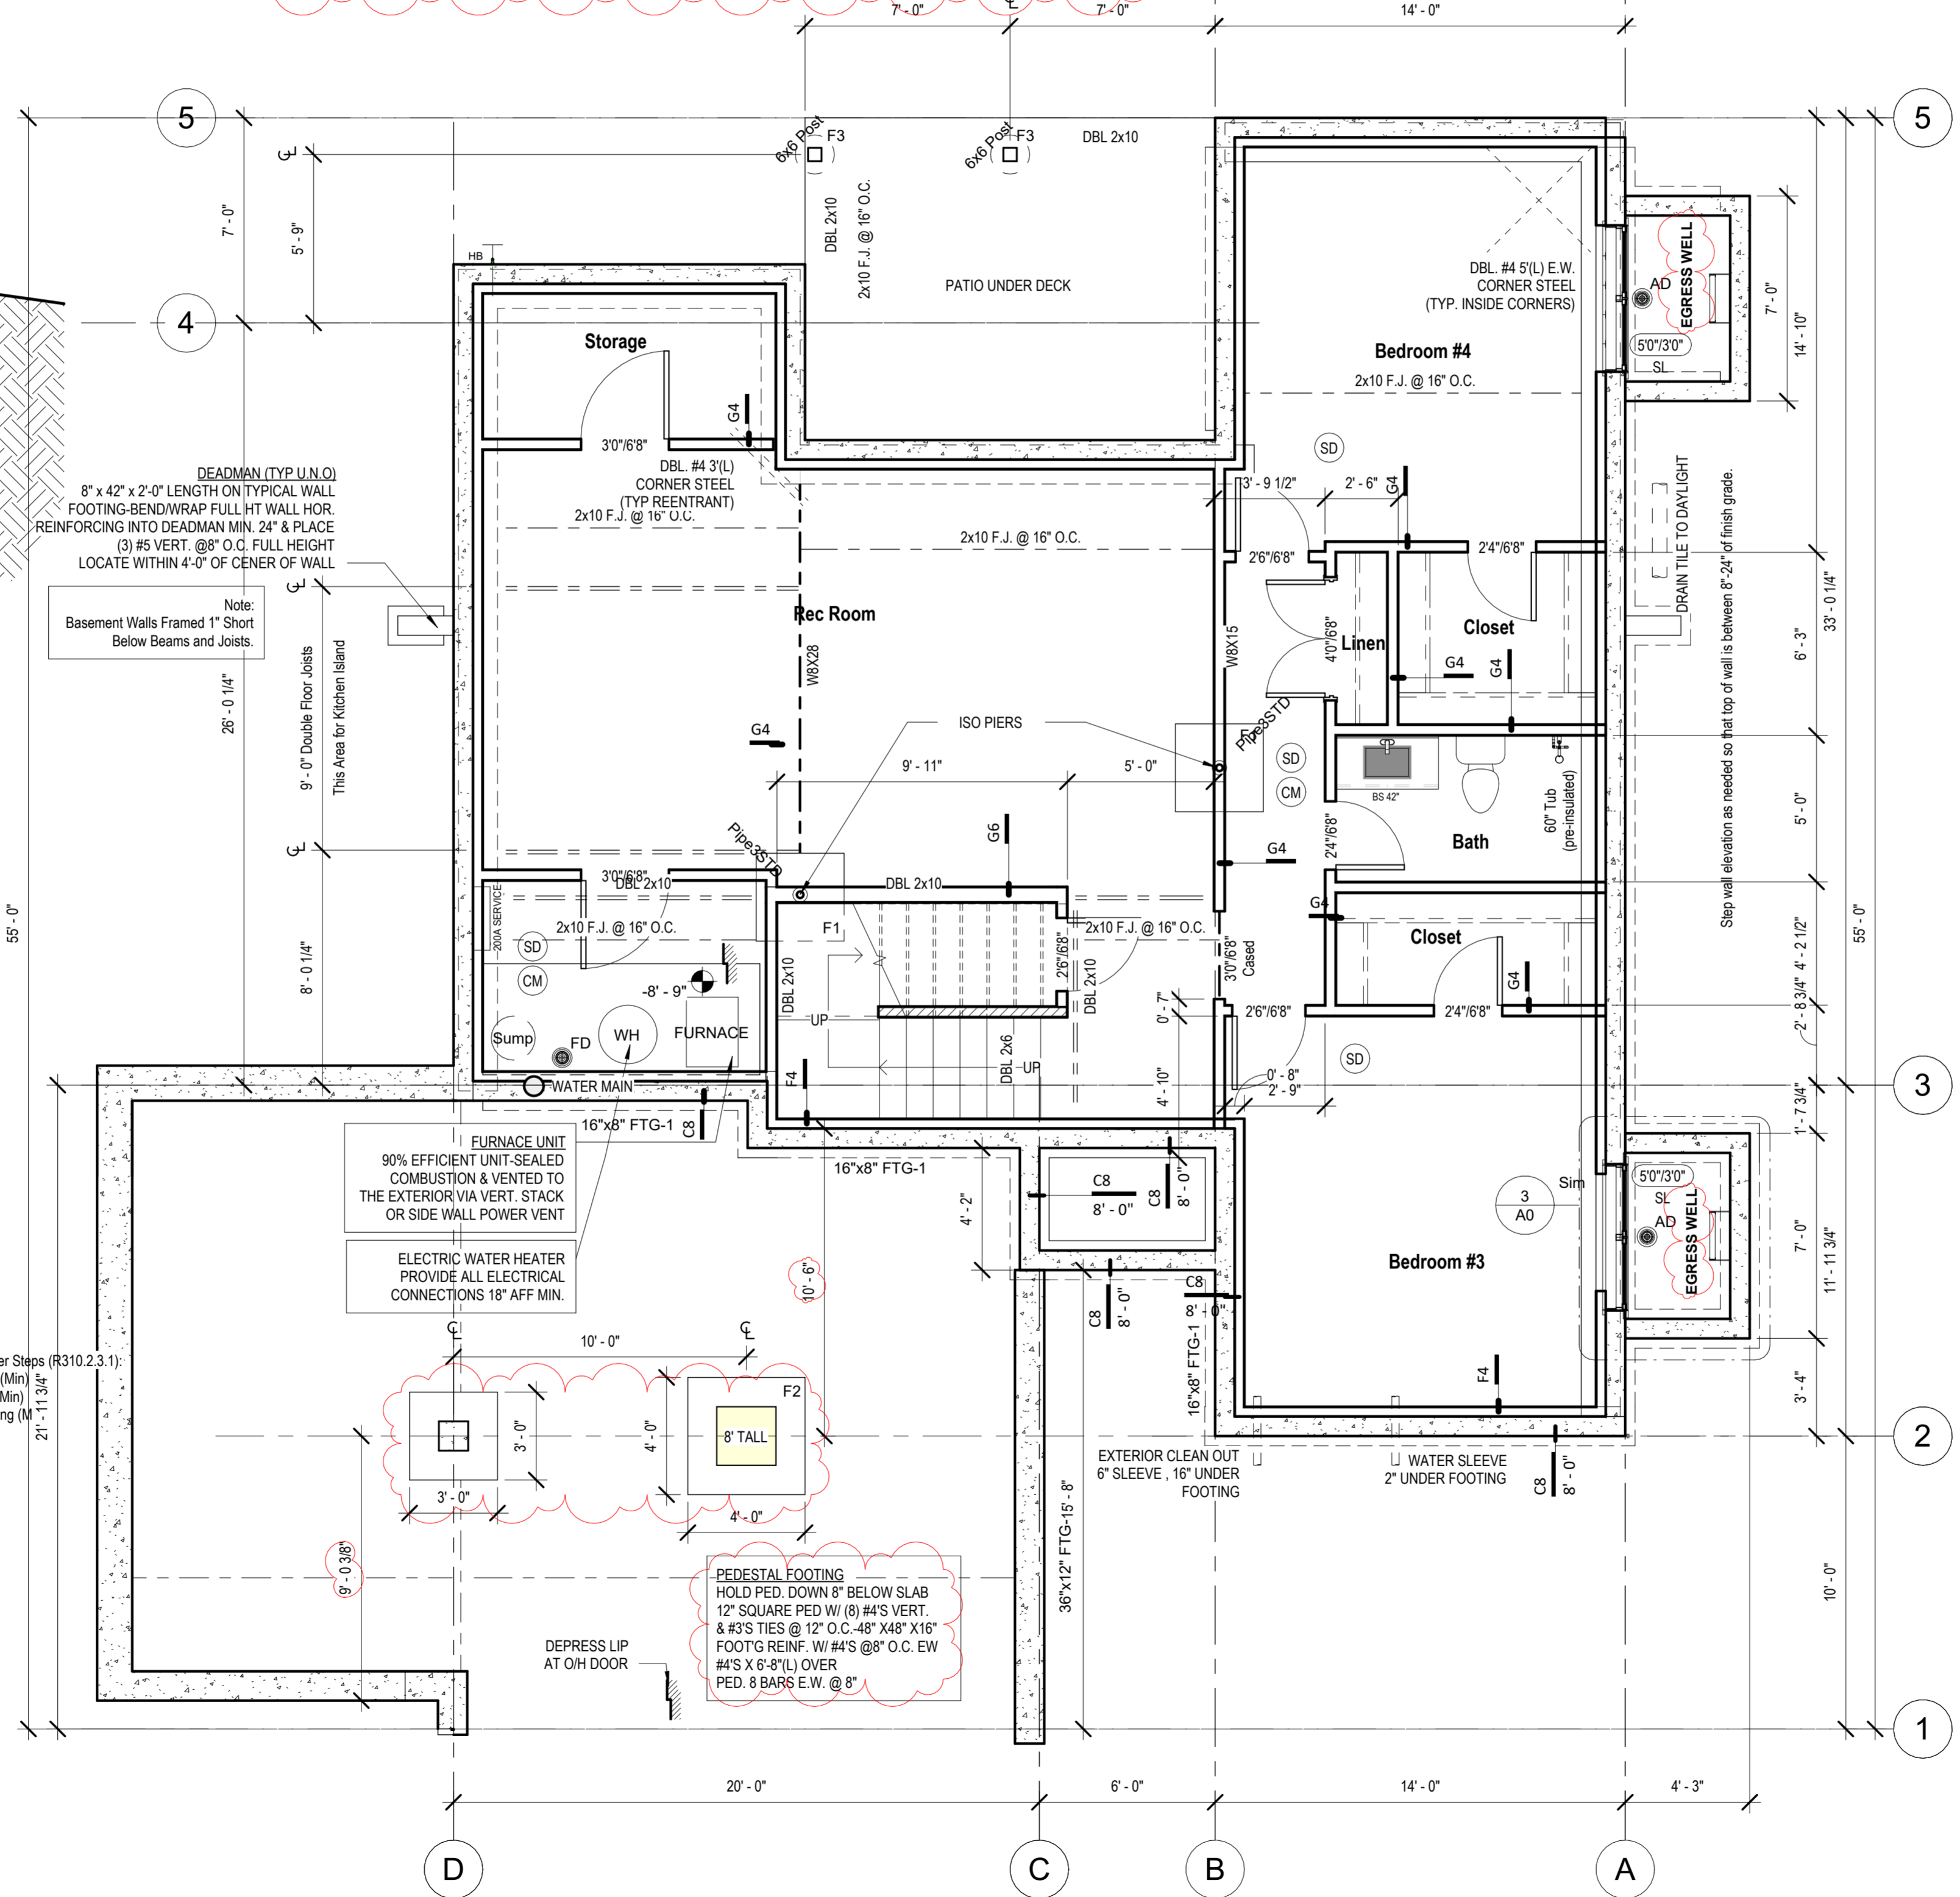 7' - 0"
7' - 0"
14' - 0"
5
5
6x6 Post
F3
6x6 Post
F3
DBL 2x10
7' - 0"
5' - 9"
DBL 2x10
2x10 F.J. @ 16" O.C.
HB
PATIO UNDER DECK
DBL. #4 5'(L) E.W.
CORNER STEEL
(TYP. INSIDE CORNERS)
AD
EGRESS WELL
7' - 0"
14' - 10"
4
Storage
Bedroom #4
5'0"/3'0"
SL
2x10 F.J. @ 16" O.C.
G4
3'0"/6'8"
SD
DEADMAN (TYP U.N.O)
8" x 42" x 2'-0" LENGTH ON TYPICAL WALL
FOOTING-BEND/WRAP FULL HT WALL HOR.
REINFORCING INTO DEADMAN MIN. 24" & PLACE
(3) #5 VERT. @8" O.C. FULL HEIGHT
LOCATE WITHIN 4'-0" OF CENER OF WALL
DBL. #4 3'(L)
CORNER STEEL
(TYP REENTRANT)
2x10 F.J. @ 16" O.C.
2x10 F.J. @ 16" O.C.
3' - 9 1/2"
2' - 6"
G4
DRAIN TILE TO DAYLIGHT
Step wall elevation as needed so that top of wall is between 8"-24" of finish grade.
2'6"/6'8"
2'4"/6'8"
Note:
Basement Walls Framed 1" Short
Below Beams and Joists.
9' - 0" Double Floor Joists
This Area for Kitchen Island
26' - 0 1/4"
Rec Room
W8X28
W8X15
4'0"/6'8"
Linen
Closet
G4
G4
6' - 3"
33' - 0 1/4"
ISO PIERS
Pipe3STD
G4
9' - 11"
5' - 0"
SD
CM
BS 42"
60" Tub
(pre-insulated)
5' - 0"
Pipe3STD
G6
2'4"/6'8"
G4
Bath
55' - 0"
3'0"/6'8"
DBL 2x10
DBL 2x10
G4
200A SERVICE
2x10 F.J. @ 16" O.C.
F1
2x10 F.J. @ 16" O.C.
SD
CM
2'6"/6'8"
3'0"/6'8"
Cased
Closet
4' - 2 1/2"
55' - 0"
8' - 0 1/4"
-8' - 9"
DBL 2x10
DBL 2x10
G4
Sump
FD
WH
FURNACE
UP
0' - 7"
2'6"/6'8"
2'4"/6'8"
2' - 8 3/4"
DBL 2x6
UP
SD
3
WATER MAIN
F4
4' - 10"
0' - 8"
2' - 9"
1' - 7 3/4"
16"x8" FTG-1
C8
16"x8" FTG-1
FURNACE UNIT
90% EFFICIENT UNIT-SEALED
COMBUSTION & VENTED TO
THE EXTERIOR VIA VERT. STACK
OR SIDE WALL POWER VENT
4' - 2"
C8
8' - 0"
C8
8' - 0"
3
A0
Sim
5'0"/3'0"
SL
AD
EGRESS WELL
7' - 0"
11' - 11 3/4"
ELECTRIC WATER HEATER
PROVIDE ALL ELECTRICAL
CONNECTIONS 18" AFF MIN.
10' - 6"
Bedroom #3
C8
8' - 0"
C8
8' - 0"
16"x8" FTG-1
er Steps (R310.2.3.1):
(Min)
Min)
ng (M
21' - 11 3/4"
10' - 0"
F2
F4
3' - 4"
3' - 0"
4' - 0"
8' TALL
2
3' - 0"
4' - 0"
EXTERIOR CLEAN OUT
6" SLEEVE , 16" UNDER
FOOTING
WATER SLEEVE
2" UNDER FOOTING
C8
8' - 0"
36"x12" FTG-15' - 8"
9' - 0 3/8"
PEDESTAL FOOTING
HOLD PED. DOWN 8" BELOW SLAB
12" SQUARE PED W/ (8) #4'S VERT.
& #3'S TIES @ 12" O.C.-48" X48" X16"
FOOT'G REINF. W/ #4'S @8" O.C. EW
#4'S X 6'-8"(L) OVER
PED. 8 BARS E.W. @ 8"
10' - 0"
DEPRESS LIP
AT O/H DOOR
1
20' - 0"
6' - 0"
14' - 0"
4' - 3"
D
C
B
A